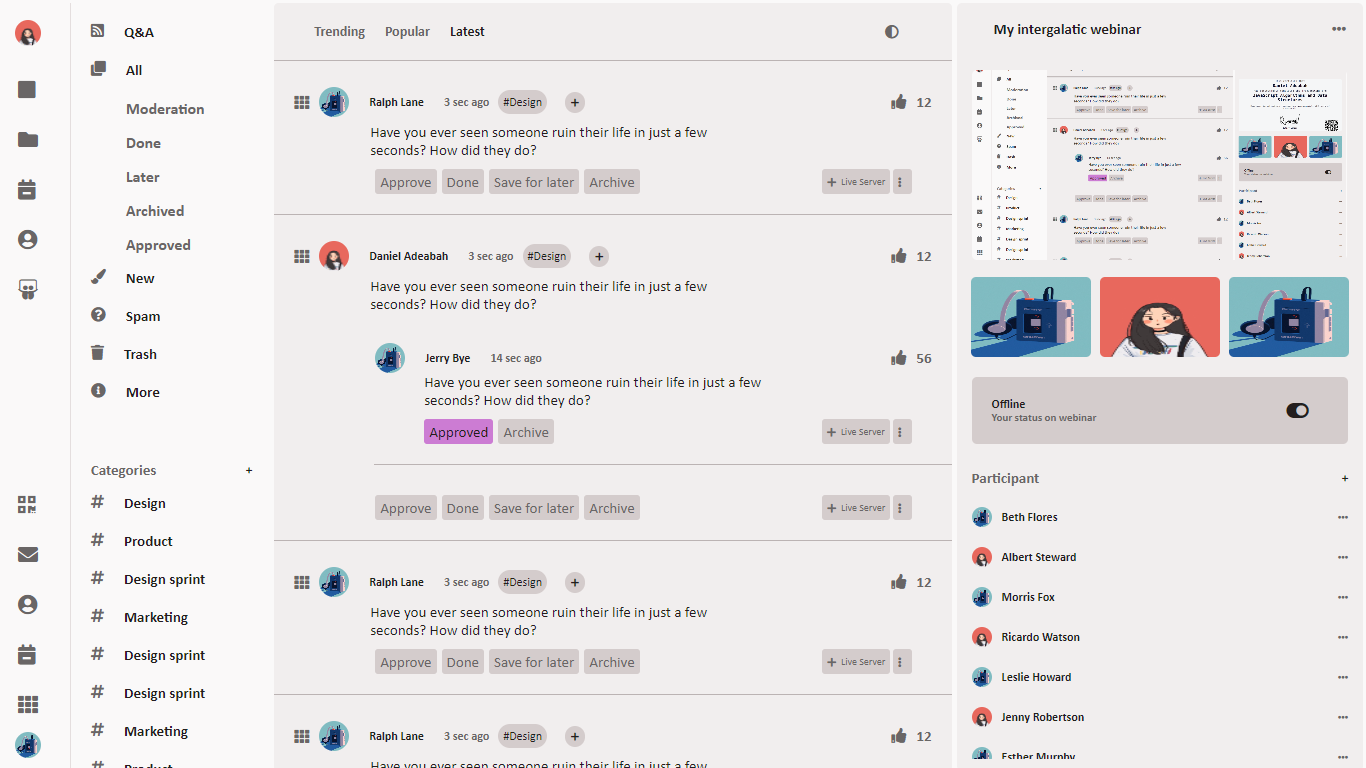 Q&A
All
Moderation
Done
Later
Archived
Approved
New
Spam
Trash
More
Categories +
# Design
# Product
# Design sprint
# Marketing
# Design sprint
# Design sprint
# Marketing
Trending Popular Latest
Ralph Lane 3 sec ago #Design + 12
Have you ever seen someone ruin their life in just a few
seconds? How did they do?
Approve Done Save for later Archive + Live Server
Daniel Adeabah 3 sec ago #Design + 12
Have you ever seen someone ruin their life in just a few
seconds? How did they do?
Jerry Bye 14 sec ago 56
Have you ever seen someone ruin their life in just a few
seconds? How did they do?
Approved Archive + Live Server
Approve Done Save for later Archive + Live Server
Ralph Lane 3 sec ago #Design + 12
Have you ever seen someone ruin their life in just a few
seconds? How did they do?
Approve Done Save for later Archive + Live Server
Ralph Lane 3 sec ago #Design + 12
Have you ever seen someone ruin their life in just a few
My intergalatic webinar
Offline
Your status on webinar
Participant +
Beth Flores
Albert Steward
Morris Fox
Ricardo Watson
Leslie Howard
Jenny Robertson
Esther Murphy